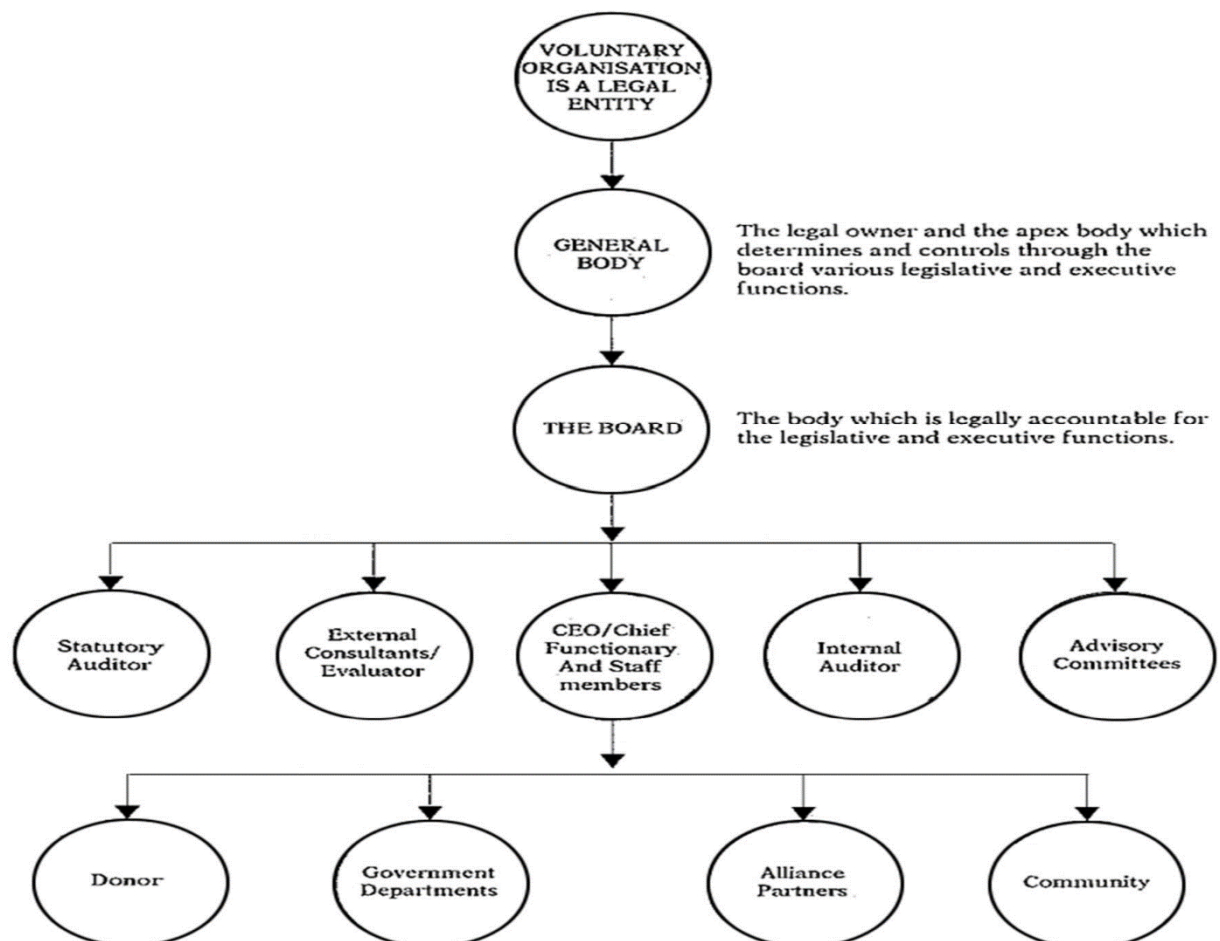 VOLUNTARY
ORGANISATION
IS A LEGAL
ENTITY
GENERAL
BODY
The legal owner and the apex body which
determines and controls through the
board various legislative and executive
functions.
THE BOARD
The body which is legally accountable for
the legislative and executive functions.
Statutory
Auditor
External
Consultants/
Evaluator
CEO/Chief
Functionary
And Staff
members
Internal
Auditor
Advisory
Committees
Donor
Government
Departments
Alliance
Partners
Community